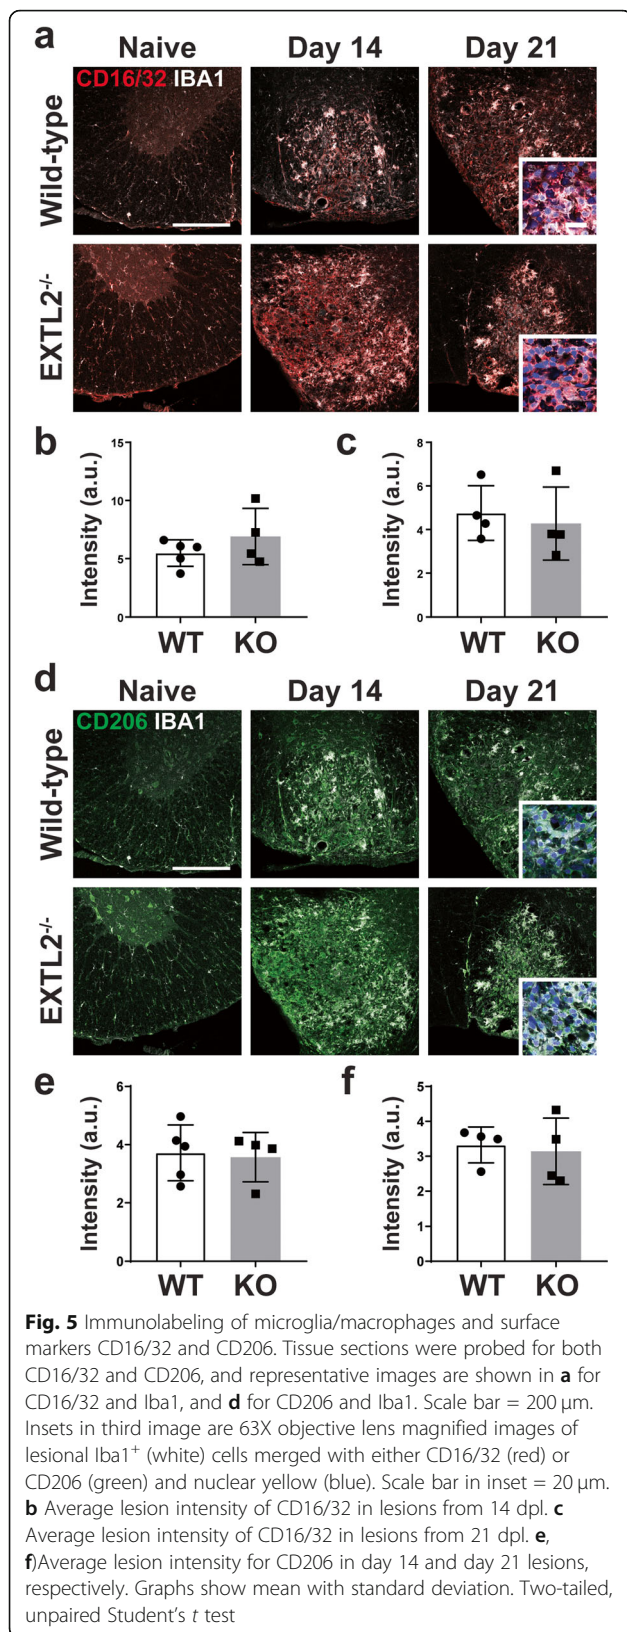 a
Naive Day 14 Day 21
CD16/32 IBA1
Wild-type
EXTL2-/-
b
c
Intensity (a.u.)
15
10
5
0
WT KO
Intensity (a.u.)
8
6
4
2
0
WT KO
d
Naive Day 14 Day 21
CD206 IBA1
Wild-type
EXTL2-/-
e
f
Intensity (a.u.)
6
4
2
0
WT KO
Intensity (a.u.)
5
4
3
2
1
0
WT KO
Fig. 5 Immunolabeling of microglia/macrophages and surface
markers CD16/32 and CD206. Tissue sections were probed for both
CD16/32 and CD206, and representative images are shown in a for
CD16/32 and Iba1, and d for CD206 and Iba1. Scale bar = 200 μm.
Insets in third image are 63X objective lens magnified images of
lesional Iba1+ (white) cells merged with either CD16/32 (red) or
CD206 (green) and nuclear yellow (blue). Scale bar in inset = 20 μm.
b Average lesion intensity of CD16/32 in lesions from 14 dpl. c
Average lesion intensity of CD16/32 in lesions from 21 dpl. e,
f)Average lesion intensity for CD206 in day 14 and day 21 lesions,
respectively. Graphs show mean with standard deviation. Two-tailed,
unpaired Student's t test